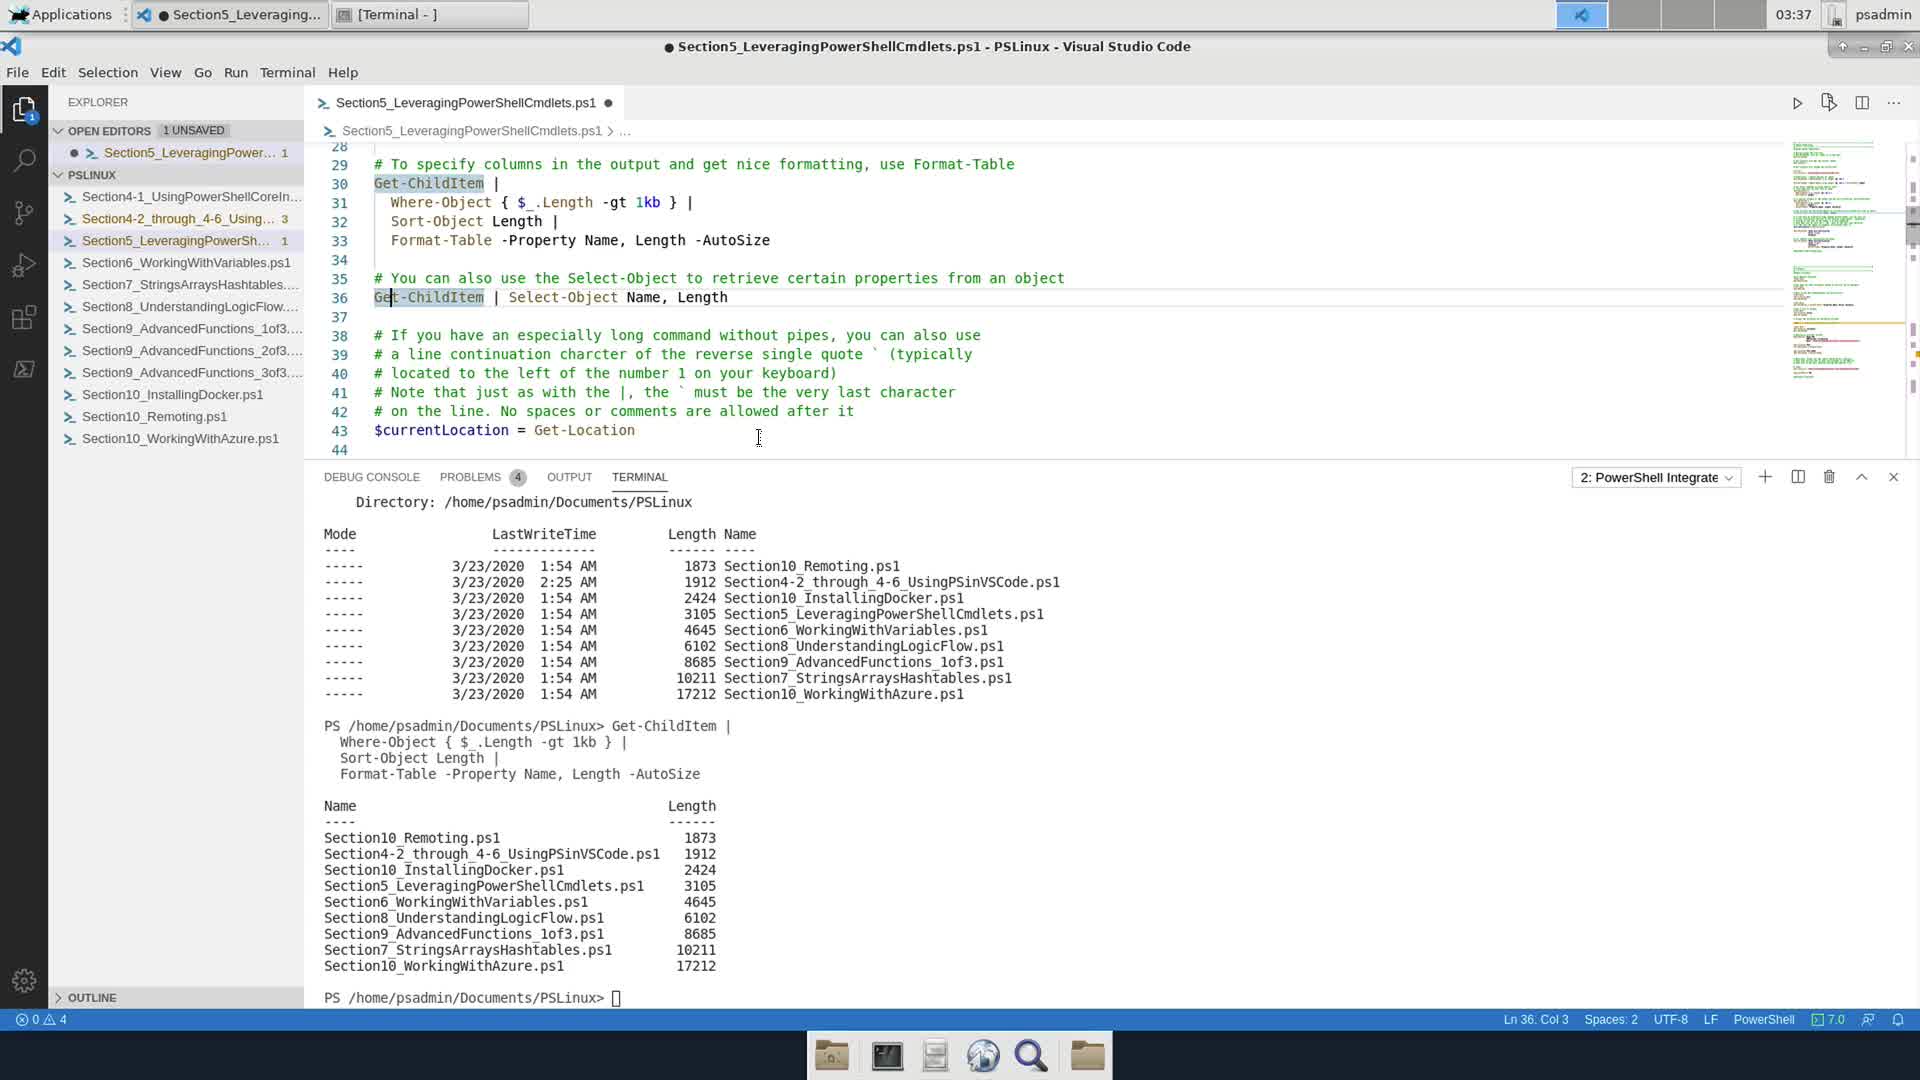 Applications
● Section5_Leveraging...
[Terminal - ]
03:37
psadmin
● Section5_LeveragingPowerShellCmdlets.ps1 - PSLinux - Visual Studio Code
File Edit Selection View Go Run Terminal Help
EXPLORER
OPEN EDITORS 1 UNSAVED
Section5_LeveragingPower... 1
PSLINUX
Section4-1_UsingPowerShellCoreIn...
Section4-2_through_4-6_Using... 3
Section5_LeveragingPowerSh... 1
Section6_WorkingWithVariables.ps1
Section7_StringsArraysHashtables....
Section8_UnderstandingLogicFlow....
Section9_AdvancedFunctions_1of3....
Section9_AdvancedFunctions_2of3....
Section9_AdvancedFunctions_3of3....
Section10_InstallingDocker.ps1
Section10_Remoting.ps1
Section10_WorkingWithAzure.ps1
OUTLINE
Section5_LeveragingPowerShellCmdlets.ps1
Section5_LeveragingPowerShellCmdlets.ps1 > ...
28
29 # To specify columns in the output and get nice formatting, use Format-Table
30 Get-ChildItem |
31 Where-Object { $_.Length -gt 1kb } |
32 Sort-Object Length |
33 Format-Table -Property Name, Length -AutoSize
34
35 # You can also use the Select-Object to retrieve certain properties from an object
36 Get-ChildItem | Select-Object Name, Length
37
38 # If you have an especially long command without pipes, you can also use
39 # a line continuation charcter of the reverse single quote ` (typically
40 # located to the left of the number 1 on your keyboard)
41 # Note that just as with the |, the ` must be the very last character
42 # on the line. No spaces or comments are allowed after it
43 $currentLocation = Get-Location
44
DEBUG CONSOLE PROBLEMS 4 OUTPUT TERMINAL
2: PowerShell Integrate
Directory: /home/psadmin/Documents/PSLinux
Mode LastWriteTime Length Name
---- ------------- ------ ----
----- 3/23/2020 1:54 AM 1873 Section10_Remoting.ps1
----- 3/23/2020 2:25 AM 1912 Section4-2_through_4-6_UsingPSinVSCode.ps1
----- 3/23/2020 1:54 AM 2424 Section10_InstallingDocker.ps1
----- 3/23/2020 1:54 AM 3105 Section5_LeveragingPowerShellCmdlets.ps1
----- 3/23/2020 1:54 AM 4645 Section6_WorkingWithVariables.ps1
----- 3/23/2020 1:54 AM 6102 Section8_UnderstandingLogicFlow.ps1
----- 3/23/2020 1:54 AM 8685 Section9_AdvancedFunctions_1of3.ps1
----- 3/23/2020 1:54 AM 10211 Section7_StringsArraysHashtables.ps1
----- 3/23/2020 1:54 AM 17212 Section10_WorkingWithAzure.ps1
PS /home/psadmin/Documents/PSLinux> Get-ChildItem |
Where-Object { $_.Length -gt 1kb } |
Sort-Object Length |
Format-Table -Property Name, Length -AutoSize
Name Length
---- ------
Section10_Remoting.ps1 1873
Section4-2_through_4-6_UsingPSinVSCode.ps1 1912
Section10_InstallingDocker.ps1 2424
Section5_LeveragingPowerShellCmdlets.ps1 3105
Section6_WorkingWithVariables.ps1 4645
Section8_UnderstandingLogicFlow.ps1 6102
Section9_AdvancedFunctions_1of3.ps1 8685
Section7_StringsArraysHashtables.ps1 10211
Section10_WorkingWithAzure.ps1 17212
PS /home/psadmin/Documents/PSLinux>
0 4
Ln 36, Col 3 Spaces: 2 UTF-8 LF PowerShell 7.0